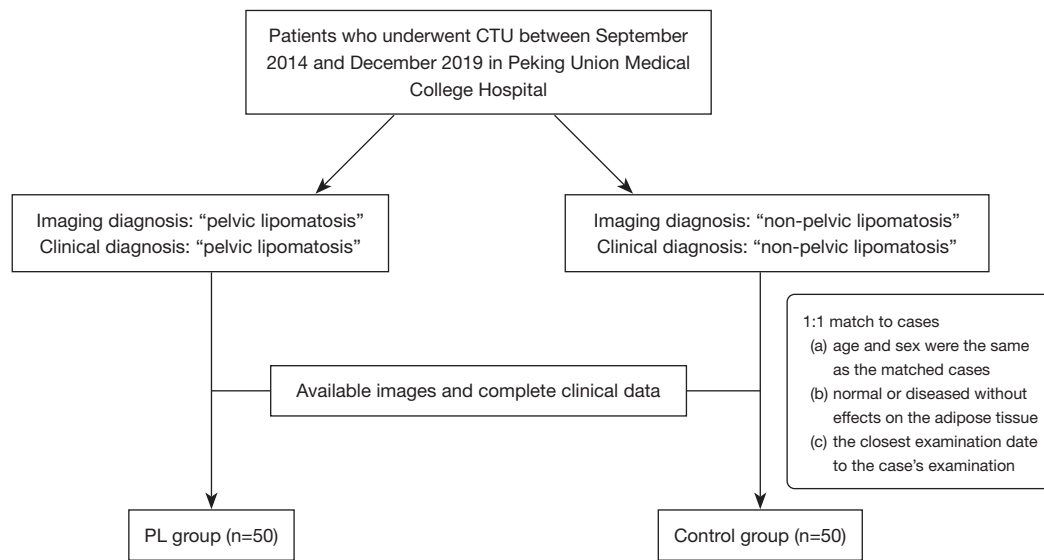 Patients who underwent CTU between September
2014 and December 2019 in Peking Union Medical
College Hospital
Imaging diagnosis: “pelvic lipomatosis”
Clinical diagnosis: “pelvic lipomatosis”
Imaging diagnosis: “non-pelvic lipomatosis”
Clinical diagnosis: “non-pelvic lipomatosis”
1:1 match to cases
(a) age and sex were the same
as the matched cases
(b) normal or diseased without
effects on the adipose tissue
(c) the closest examination date
to the case’s examination
Available images and complete clinical data
PL group (n=50)
Control group (n=50)